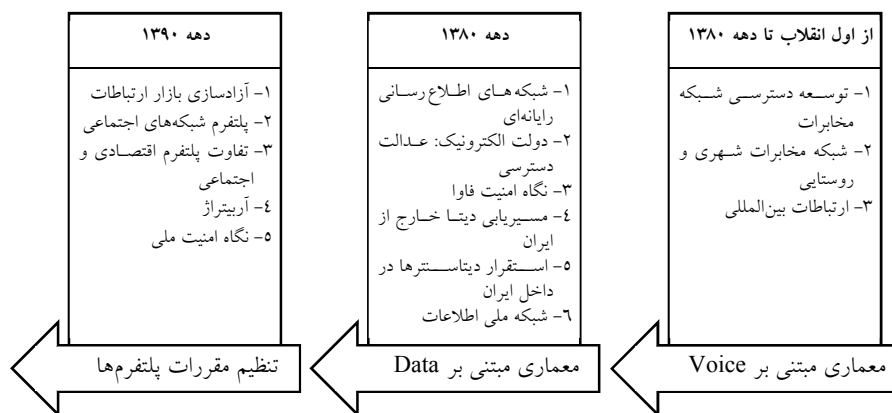 از اول انقلاب تا دهه ۱۳۸۰
۱- توسعه دسترسی شبکه
مخابرات
۲- شبکه مخابرات شهری و
روستایی
۳- ارتباطات بین‌المللی
معماری مبتنی بر Voice
دهه ۱۳۸۰
۱- شبکه‌های اطلاع‌رسانی
رایانه‌ای
۲- دولت الکترونیک: عدالت
دسترسی
۳- نگاه امنیت فاوا
۴- مسیریابی دیتا خارج از
ایران
۵- استقرار دیتاسنترها در
داخل ایران
۶- شبکه ملی اطلاعات
معماری مبتنی بر Data
دهه ۱۳۹۰
۱- آزادسازی بازار ارتباطات
۲- پلتفرم شبکه‌های اجتماعی
۳- تفاوت پلتفرم اقتصادی و
اجتماعی
۴- آربیتراژ
۵- نگاه امنیت ملی
تنظیم مقررات پلتفرم‌ها